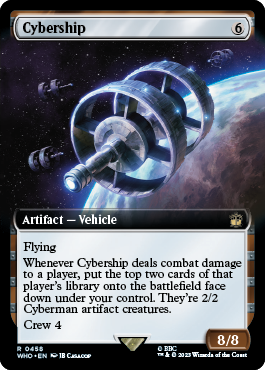 Cybership 6
Artifact — Vehicle
Flying
Whenever Cybership deals combat damage
to a player, put the top two cards of that
player's library onto the battlefield face
down under your control. They're 2/2
Cyberman artifact creatures.
Crew 4
8/8
R 0458 © BBC
WHO • EN JB Casacop ™ & © 2023 Wizards of the Coast